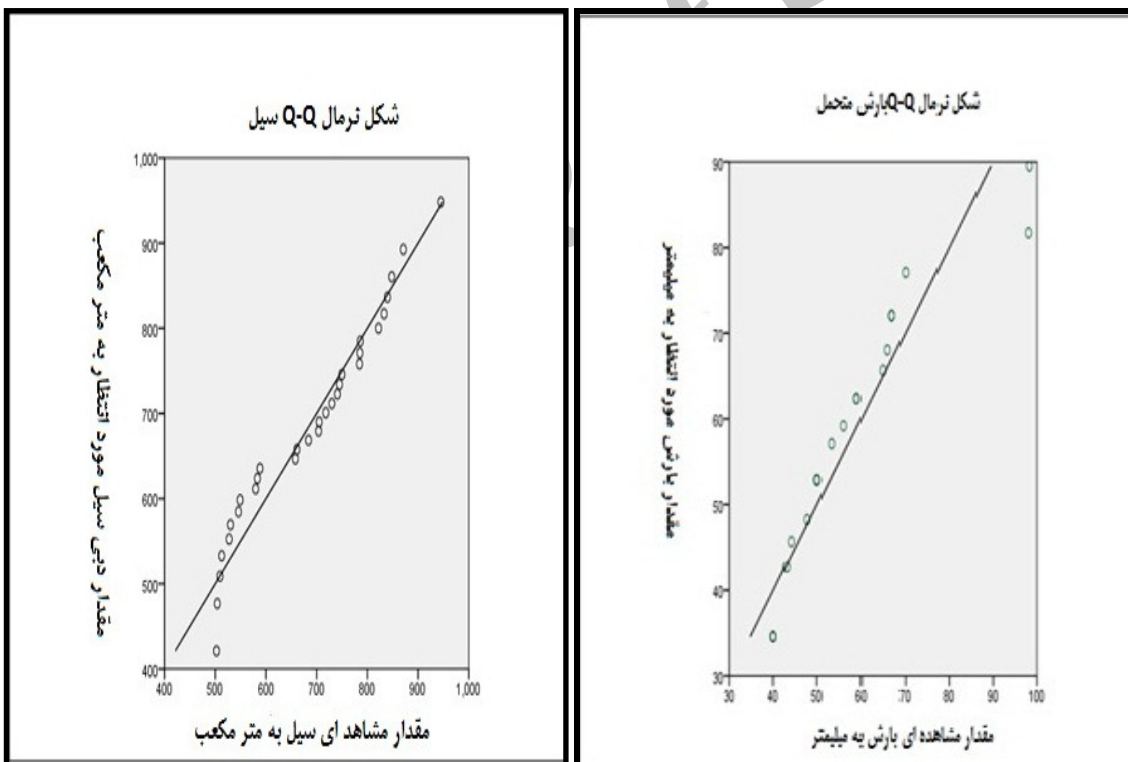 شکل نرمال Q-Q سیل
1,000
900
800
700
600
500
400
مقدار دبی سیل مورد انتظار به متر مکعب
400 500 600 700 800 900 1,000
مقدار مشاهد ای سیل به متر مکعب
شکل نرمال Q-Qبارش متحمل
90
80
70
60
50
40
30
مقدار بارش مورد انتظار به میلیمتر
30 40 50 60 70 80 90 100
مقدار مشاهده ای بارش یه میلیمتر